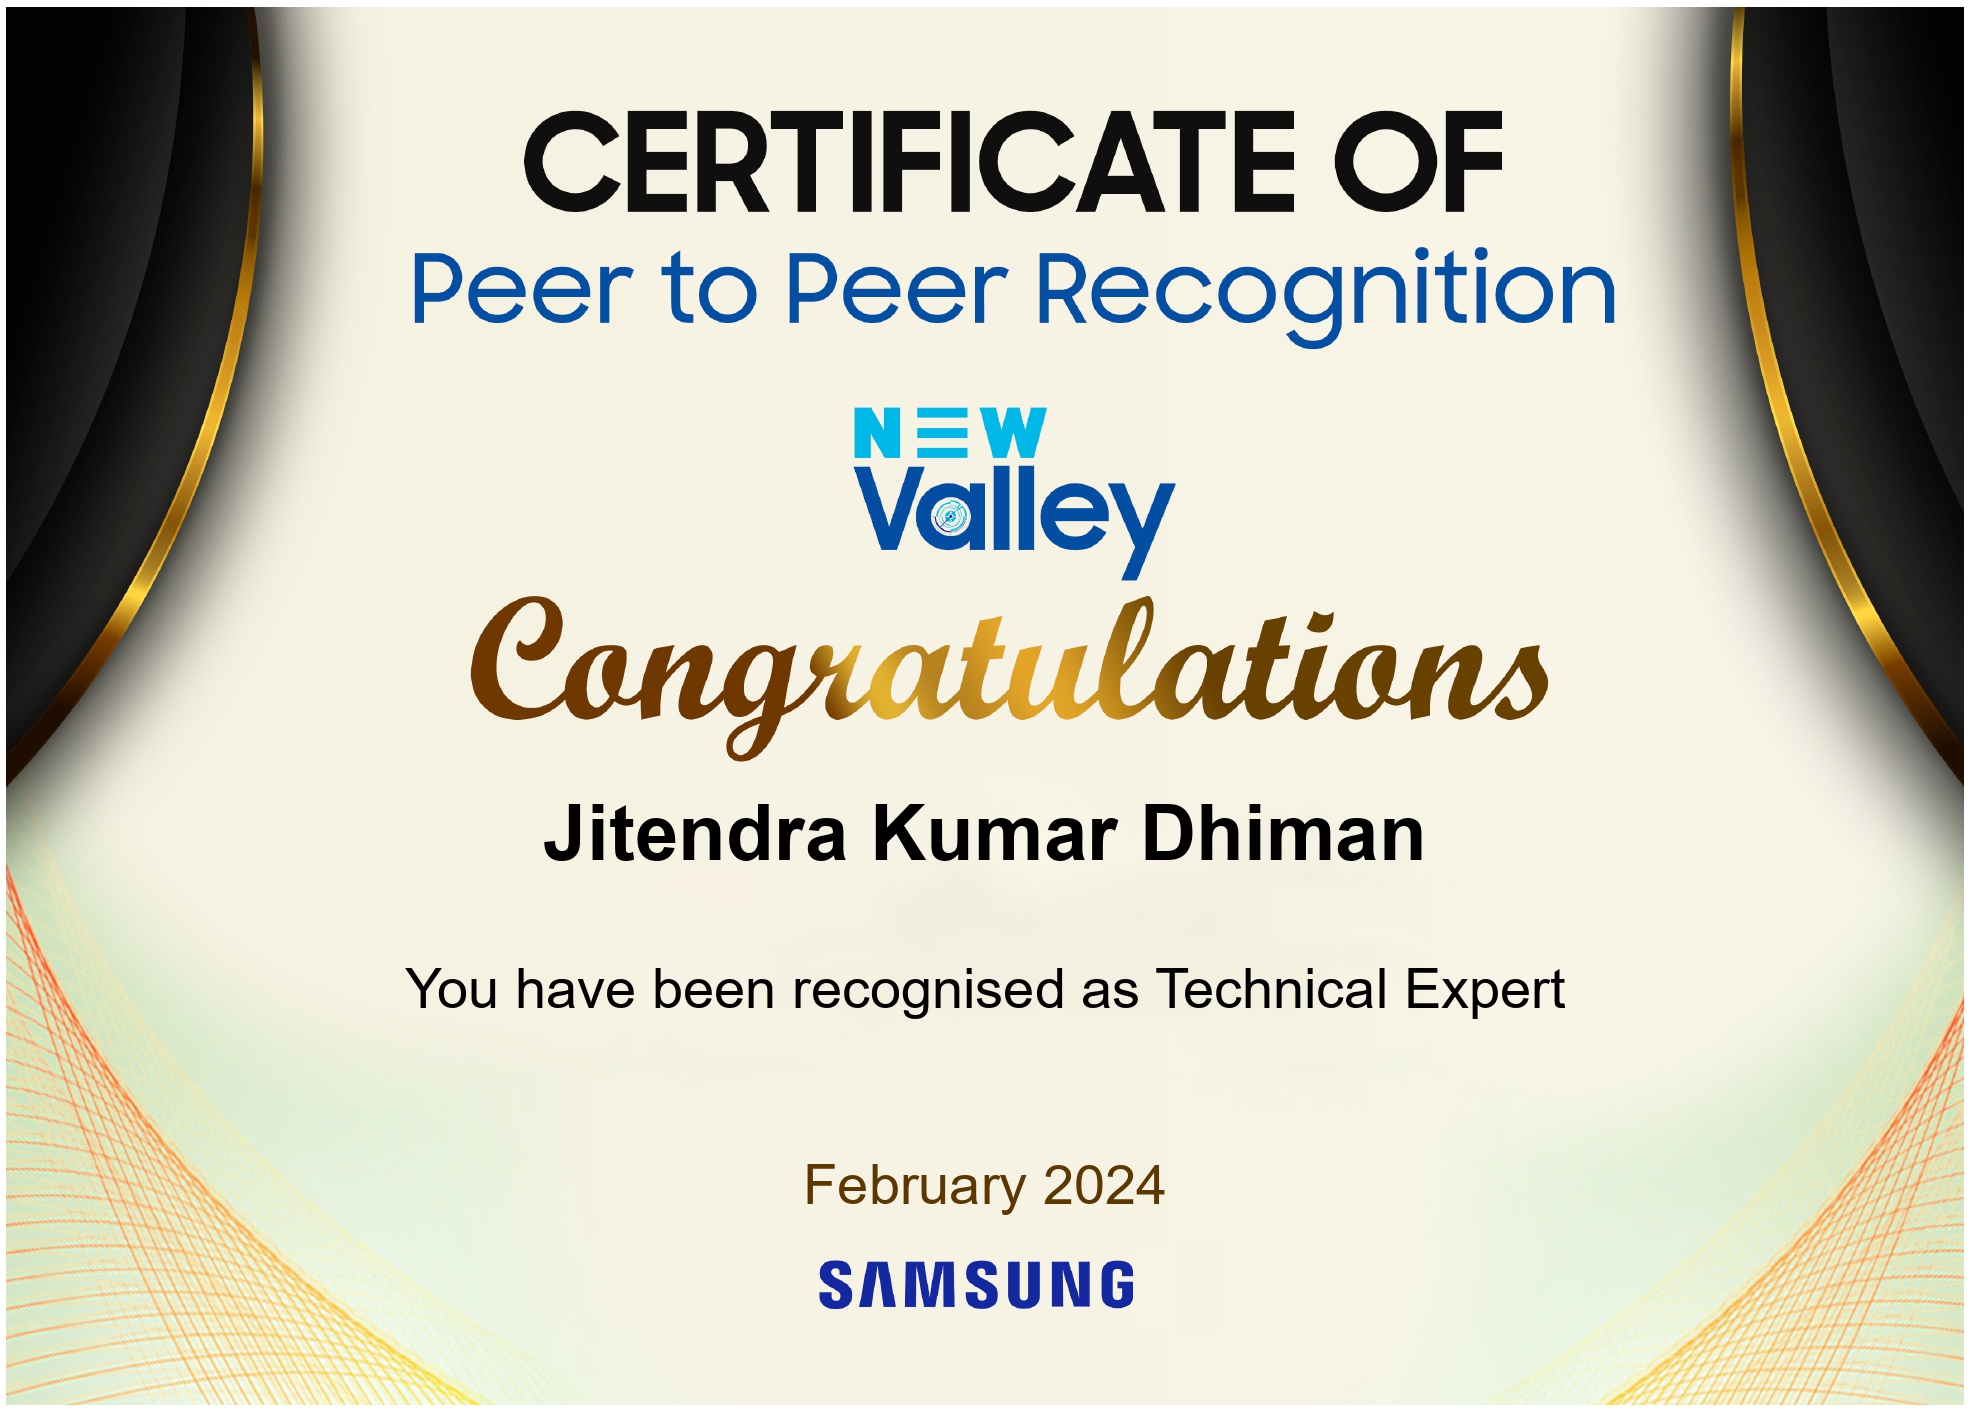 CERTIFICATE OF
Peer to Peer Recognition
NEW
Valley
Congratulations
Jitendra Kumar Dhiman
You have been recognised as Technical Expert
February 2024
SAMSUNG